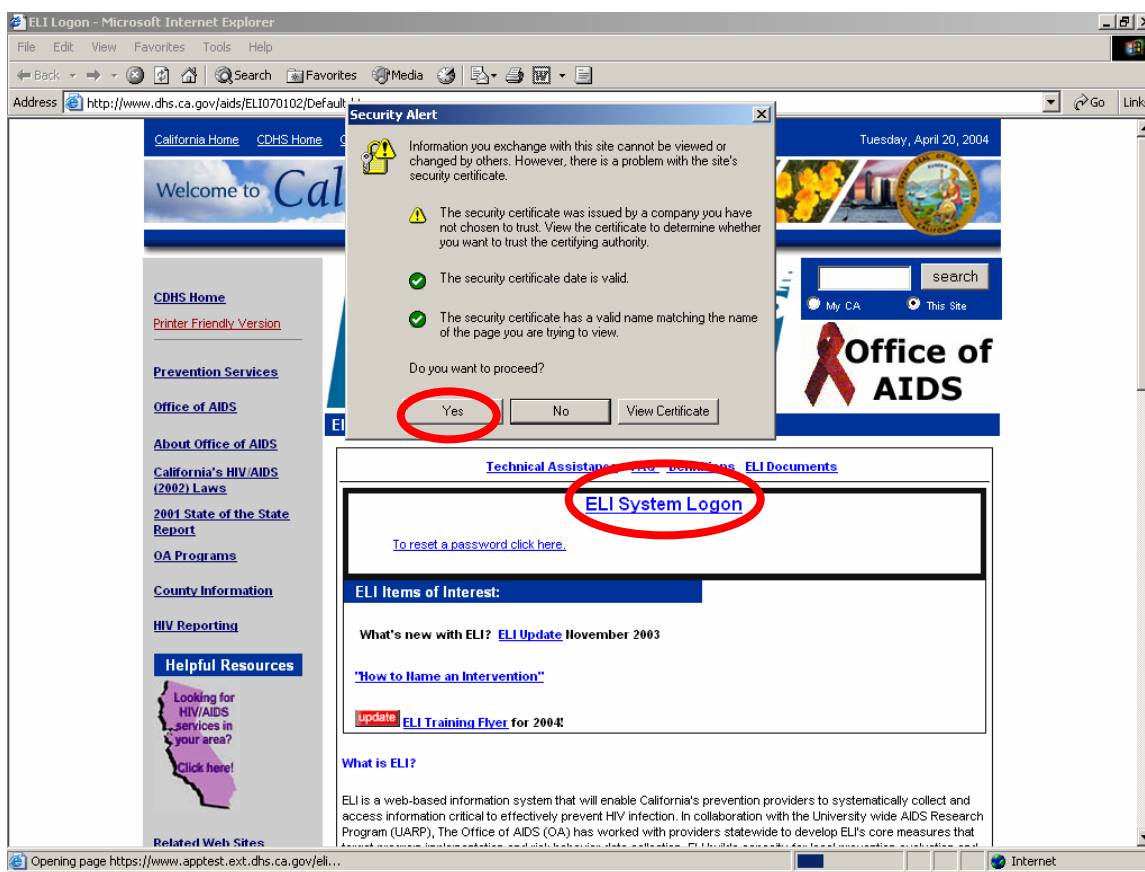 ELI Logon - Microsoft Internet Explorer
File Edit View Favorites Tools Help
Back Search Favorites Media
Address http://www.dhs.ca.gov/aids/ELI070102/Default Go Link
California Home CDHS Home Tuesday, April 20, 2004
Welcome to Cal
Security Alert
Information you exchange with this site cannot be viewed or
changed by others. However, there is a problem with the site's
security certificate.
The security certificate was issued by a company you have
not chosen to trust. View the certificate to determine whether
you want to trust the certifying authority.
The security certificate date is valid.
The security certificate has a valid name matching the name
of the page you are trying to view.
Do you want to proceed?
Yes No View Certificate
search
My CA This Site
Office of
AIDS
CDHS Home
Printer Friendly Version
Prevention Services
Office of AIDS
About Office of AIDS
California's HIV/AIDS
(2002) Laws
2001 State of the State
Report
OA Programs
County Information
HIV Reporting
Helpful Resources
Looking for
HIV/AIDS
services in
your area?
Click here!
Related Web Sites
Technical Assistance FAQ Definitions ELI Documents
ELI System Logon
To reset a password click here.
ELI Items of Interest:
What's new with ELI? ELI Update November 2003
"How to Name an Intervention"
update ELI Training Flyer for 2004!
What is ELI?
ELI is a web-based information system that will enable California's prevention providers to systematically collect and
access information critical to effectively prevent HIV infection. In collaboration with the University wide AIDS Research
Program (UARP), The Office of AIDS (OA) has worked with providers statewide to develop ELI's core measures that
Opening page https://www.apptest.ext.dhs.ca.gov/eli... Internet